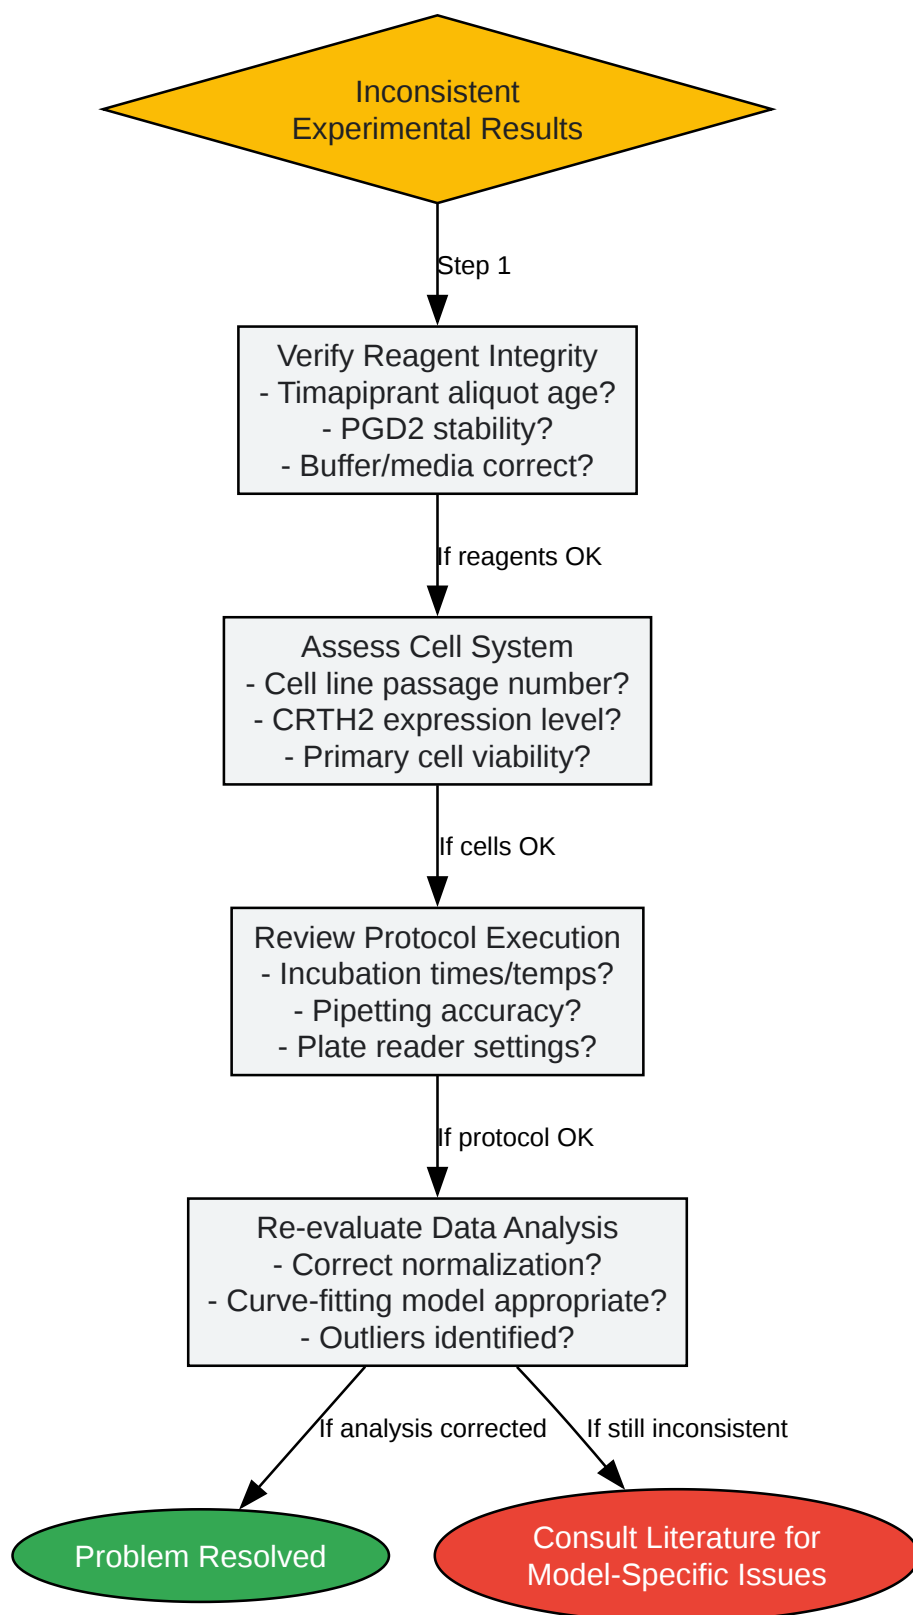 Inconsistent
Experimental Results
Step 1
Verify Reagent Integrity
- Timapiprant aliquot age?
- PGD2 stability?
- Buffer/media correct?
If reagents OK
Assess Cell System
- Cell line passage number?
- CRTH2 expression level?
- Primary cell viability?
If cells OK
Review Protocol Execution
- Incubation times/temps?
- Pipetting accuracy?
- Plate reader settings?
If protocol OK
Re-evaluate Data Analysis
- Correct normalization?
- Curve-fitting model appropriate?
- Outliers identified?
If analysis corrected
If still inconsistent
Problem Resolved
Consult Literature for
Model-Specific Issues